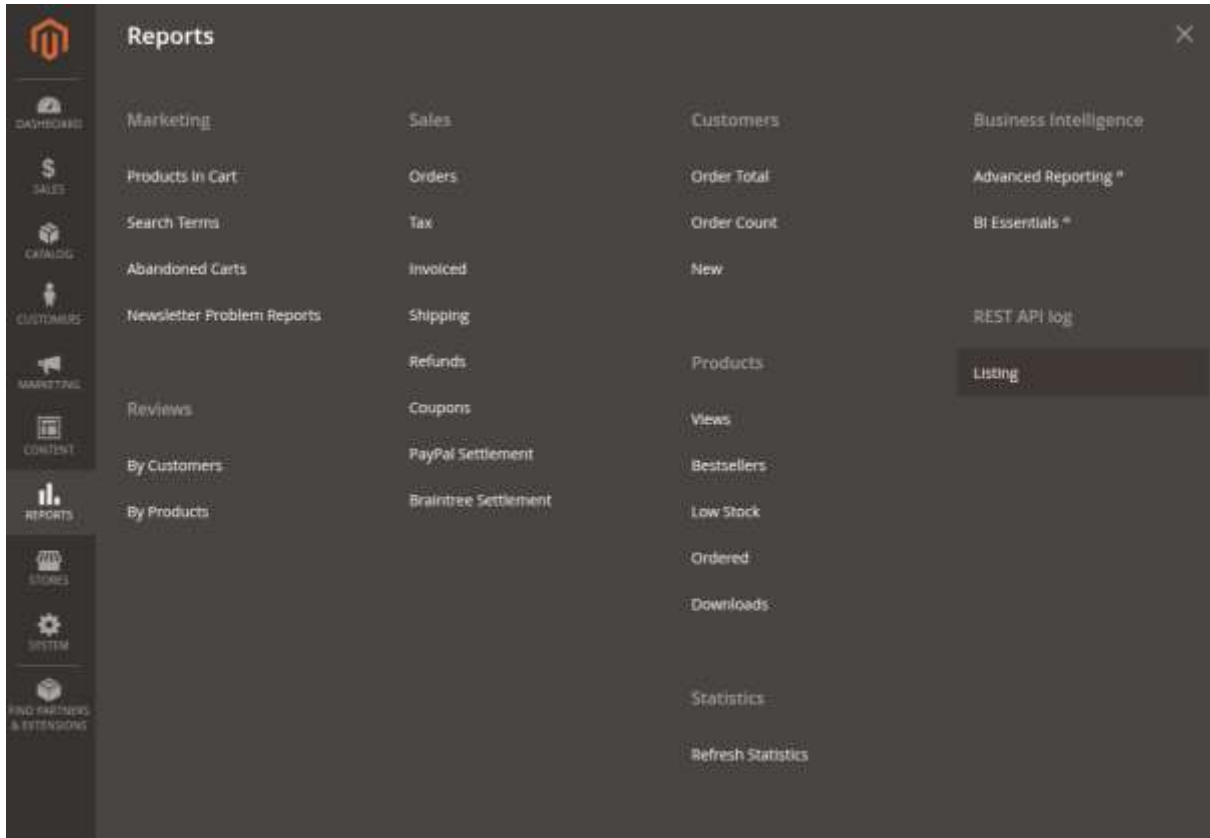 Reports
DASHBOARD
SALES
CATALOG
CUSTOMERS
MARKETING
CONTENT
REPORTS
STORES
SYSTEM
FIND PARTNERS
& EXTENSIONS
Marketing
Products in Cart
Search Terms
Abandoned Carts
Newsletter Problem Reports
Reviews
By Customers
By Products
Sales
Orders
Tax
Invoiced
Shipping
Refunds
Coupons
PayPal Settlement
Braintree Settlement
Customers
Order Total
Order Count
New
Products
Views
Bestsellers
Low Stock
Ordered
Downloads
Statistics
Refresh Statistics
Business Intelligence
Advanced Reporting *
BI Essentials *
REST API log
Listing